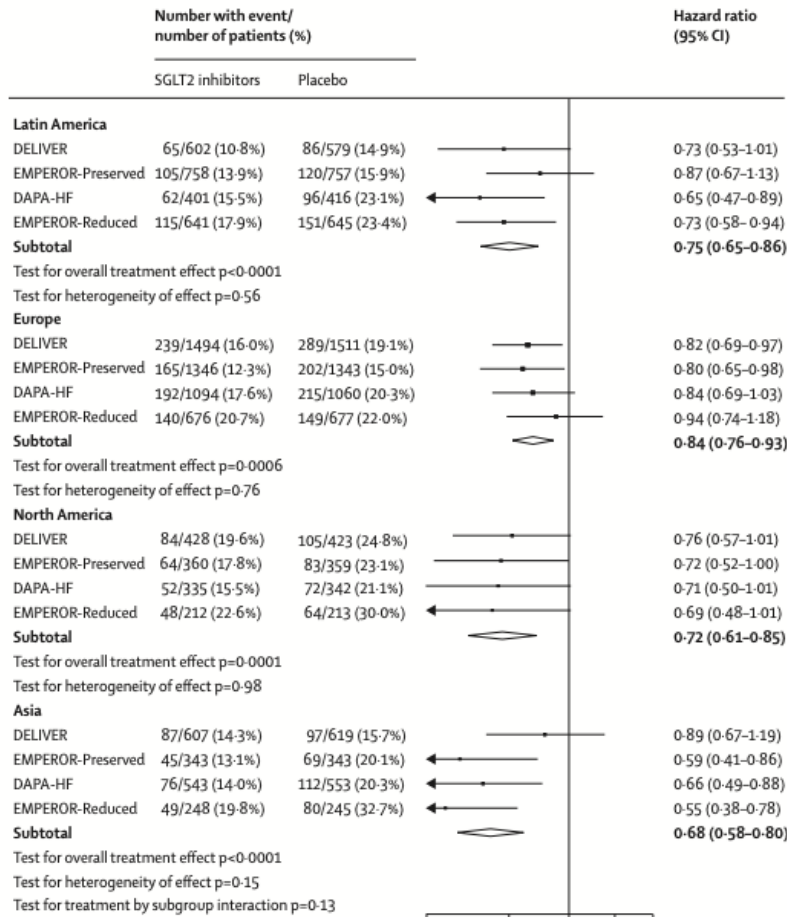 Number with event/ Hazard ratio
number of patients (%) (95% CI)
SGLT2 inhibitors Placebo
Latin America
DELIVER 65/602 (10·8%) 86/579 (14·9%) 0·73 (0·53–1·01)
EMPEROR-Preserved 105/758 (13·9%) 120/757 (15·9%) 0·87 (0·67–1·13)
DAPA-HF 62/401 (15·5%) 96/416 (23·1%) 0·65 (0·47–0·89)
EMPEROR-Reduced 115/641 (17·9%) 151/645 (23·4%) 0·73 (0·58– 0·94)
Subtotal 0·75 (0·65–0·86)
Test for overall treatment effect p<0·0001
Test for heterogeneity of effect p=0·56
Europe
DELIVER 239/1494 (16·0%) 289/1511 (19·1%) 0·82 (0·69–0·97)
EMPEROR-Preserved 165/1346 (12·3%) 202/1343 (15·0%) 0·80 (0·65–0·98)
DAPA-HF 192/1094 (17·6%) 215/1060 (20·3%) 0·84 (0·69–1·03)
EMPEROR-Reduced 140/676 (20·7%) 149/677 (22·0%) 0·94 (0·74–1·18)
Subtotal 0·84 (0·76–0·93)
Test for overall treatment effect p=0·0006
Test for heterogeneity of effect p=0·76
North America
DELIVER 84/428 (19·6%) 105/423 (24·8%) 0·76 (0·57–1·01)
EMPEROR-Preserved 64/360 (17·8%) 83/359 (23·1%) 0·72 (0·52–1·00)
DAPA-HF 52/335 (15·5%) 72/342 (21·1%) 0·71 (0·50–1·01)
EMPEROR-Reduced 48/212 (22·6%) 64/213 (30·0%) 0·69 (0·48–1·01)
Subtotal 0·72 (0·61–0·85)
Test for overall treatment effect p=0·0001
Test for heterogeneity of effect p=0·98
Asia
DELIVER 87/607 (14·3%) 97/619 (15·7%) 0·89 (0·67–1·19)
EMPEROR-Preserved 45/343 (13·1%) 69/343 (20·1%) 0·59 (0·41–0·86)
DAPA-HF 76/543 (14·0%) 112/553 (20·3%) 0·66 (0·49–0·88)
EMPEROR-Reduced 49/248 (19·8%) 80/245 (32·7%) 0·55 (0·38–0·78)
Subtotal 0·68 (0·58–0·80)
Test for overall treatment effect p<0·0001
Test for heterogeneity of effect p=0·15
Test for treatment by subgroup interaction p=0·13